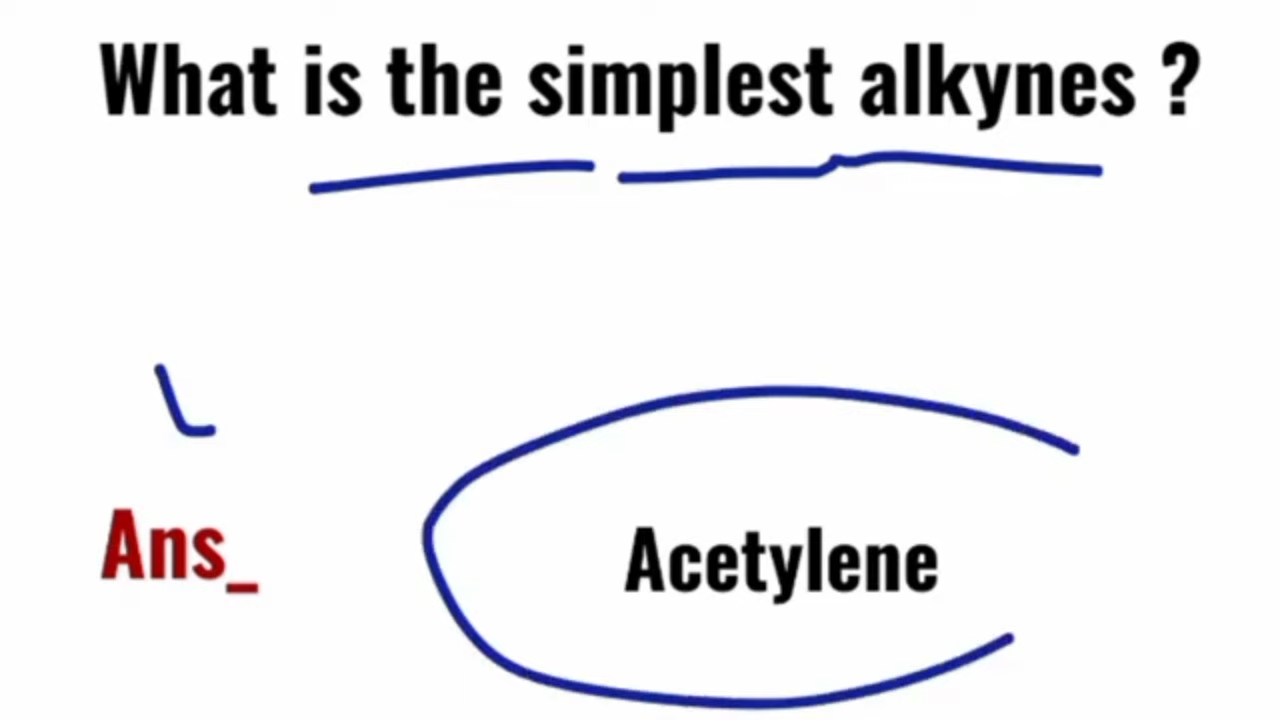 What is the simplest alkynes ?
Ans_
Acetylene